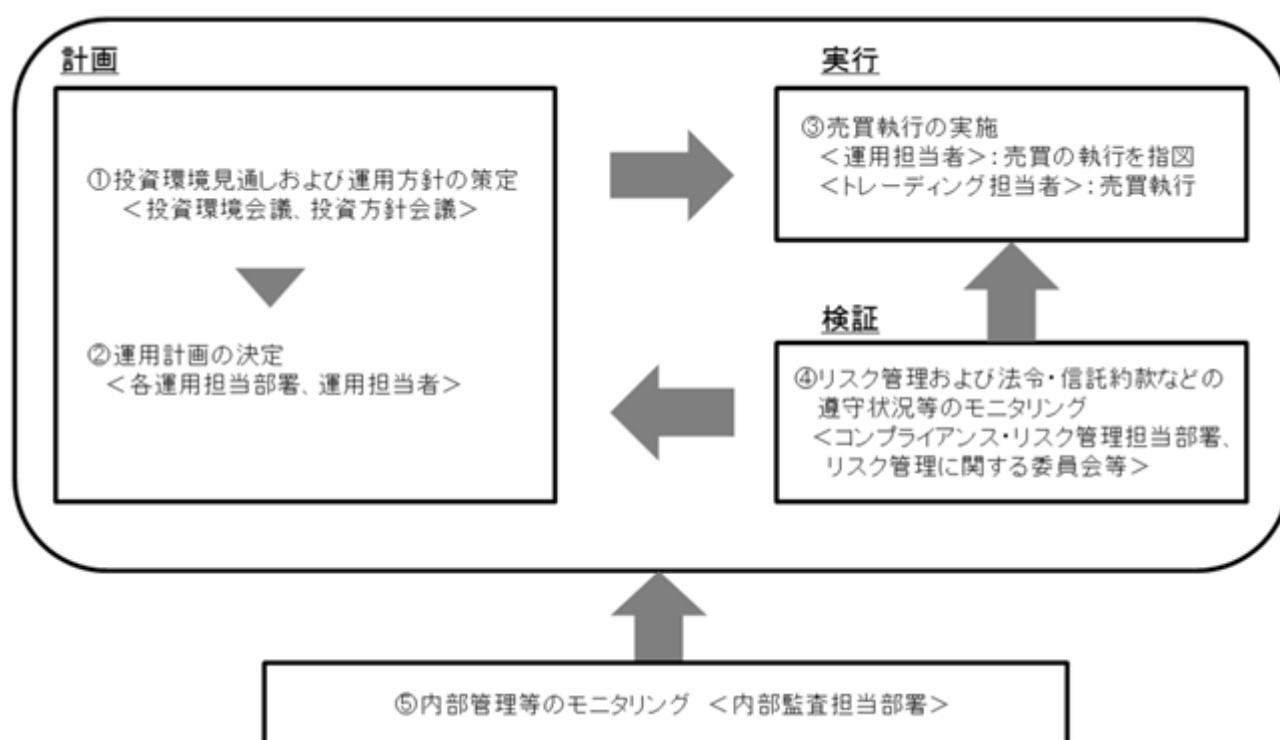 計画
①投資環境見通しおよび運用方針の策定
＜投資環境会議、投資方針会議＞
②運用計画の決定
＜各運用担当部署、運用担当者＞
実行
③売買執行の実施
＜運用担当者＞：売買の執行を指図
＜トレーディング担当者＞：売買執行
検証
④リスク管理および法令・信託約款などの
遵守状況等のモニタリング
＜コンプライアンス・リスク管理担当部署、
リスク管理に関する委員会等＞
⑤内部管理等のモニタリング ＜内部監査担当部署＞